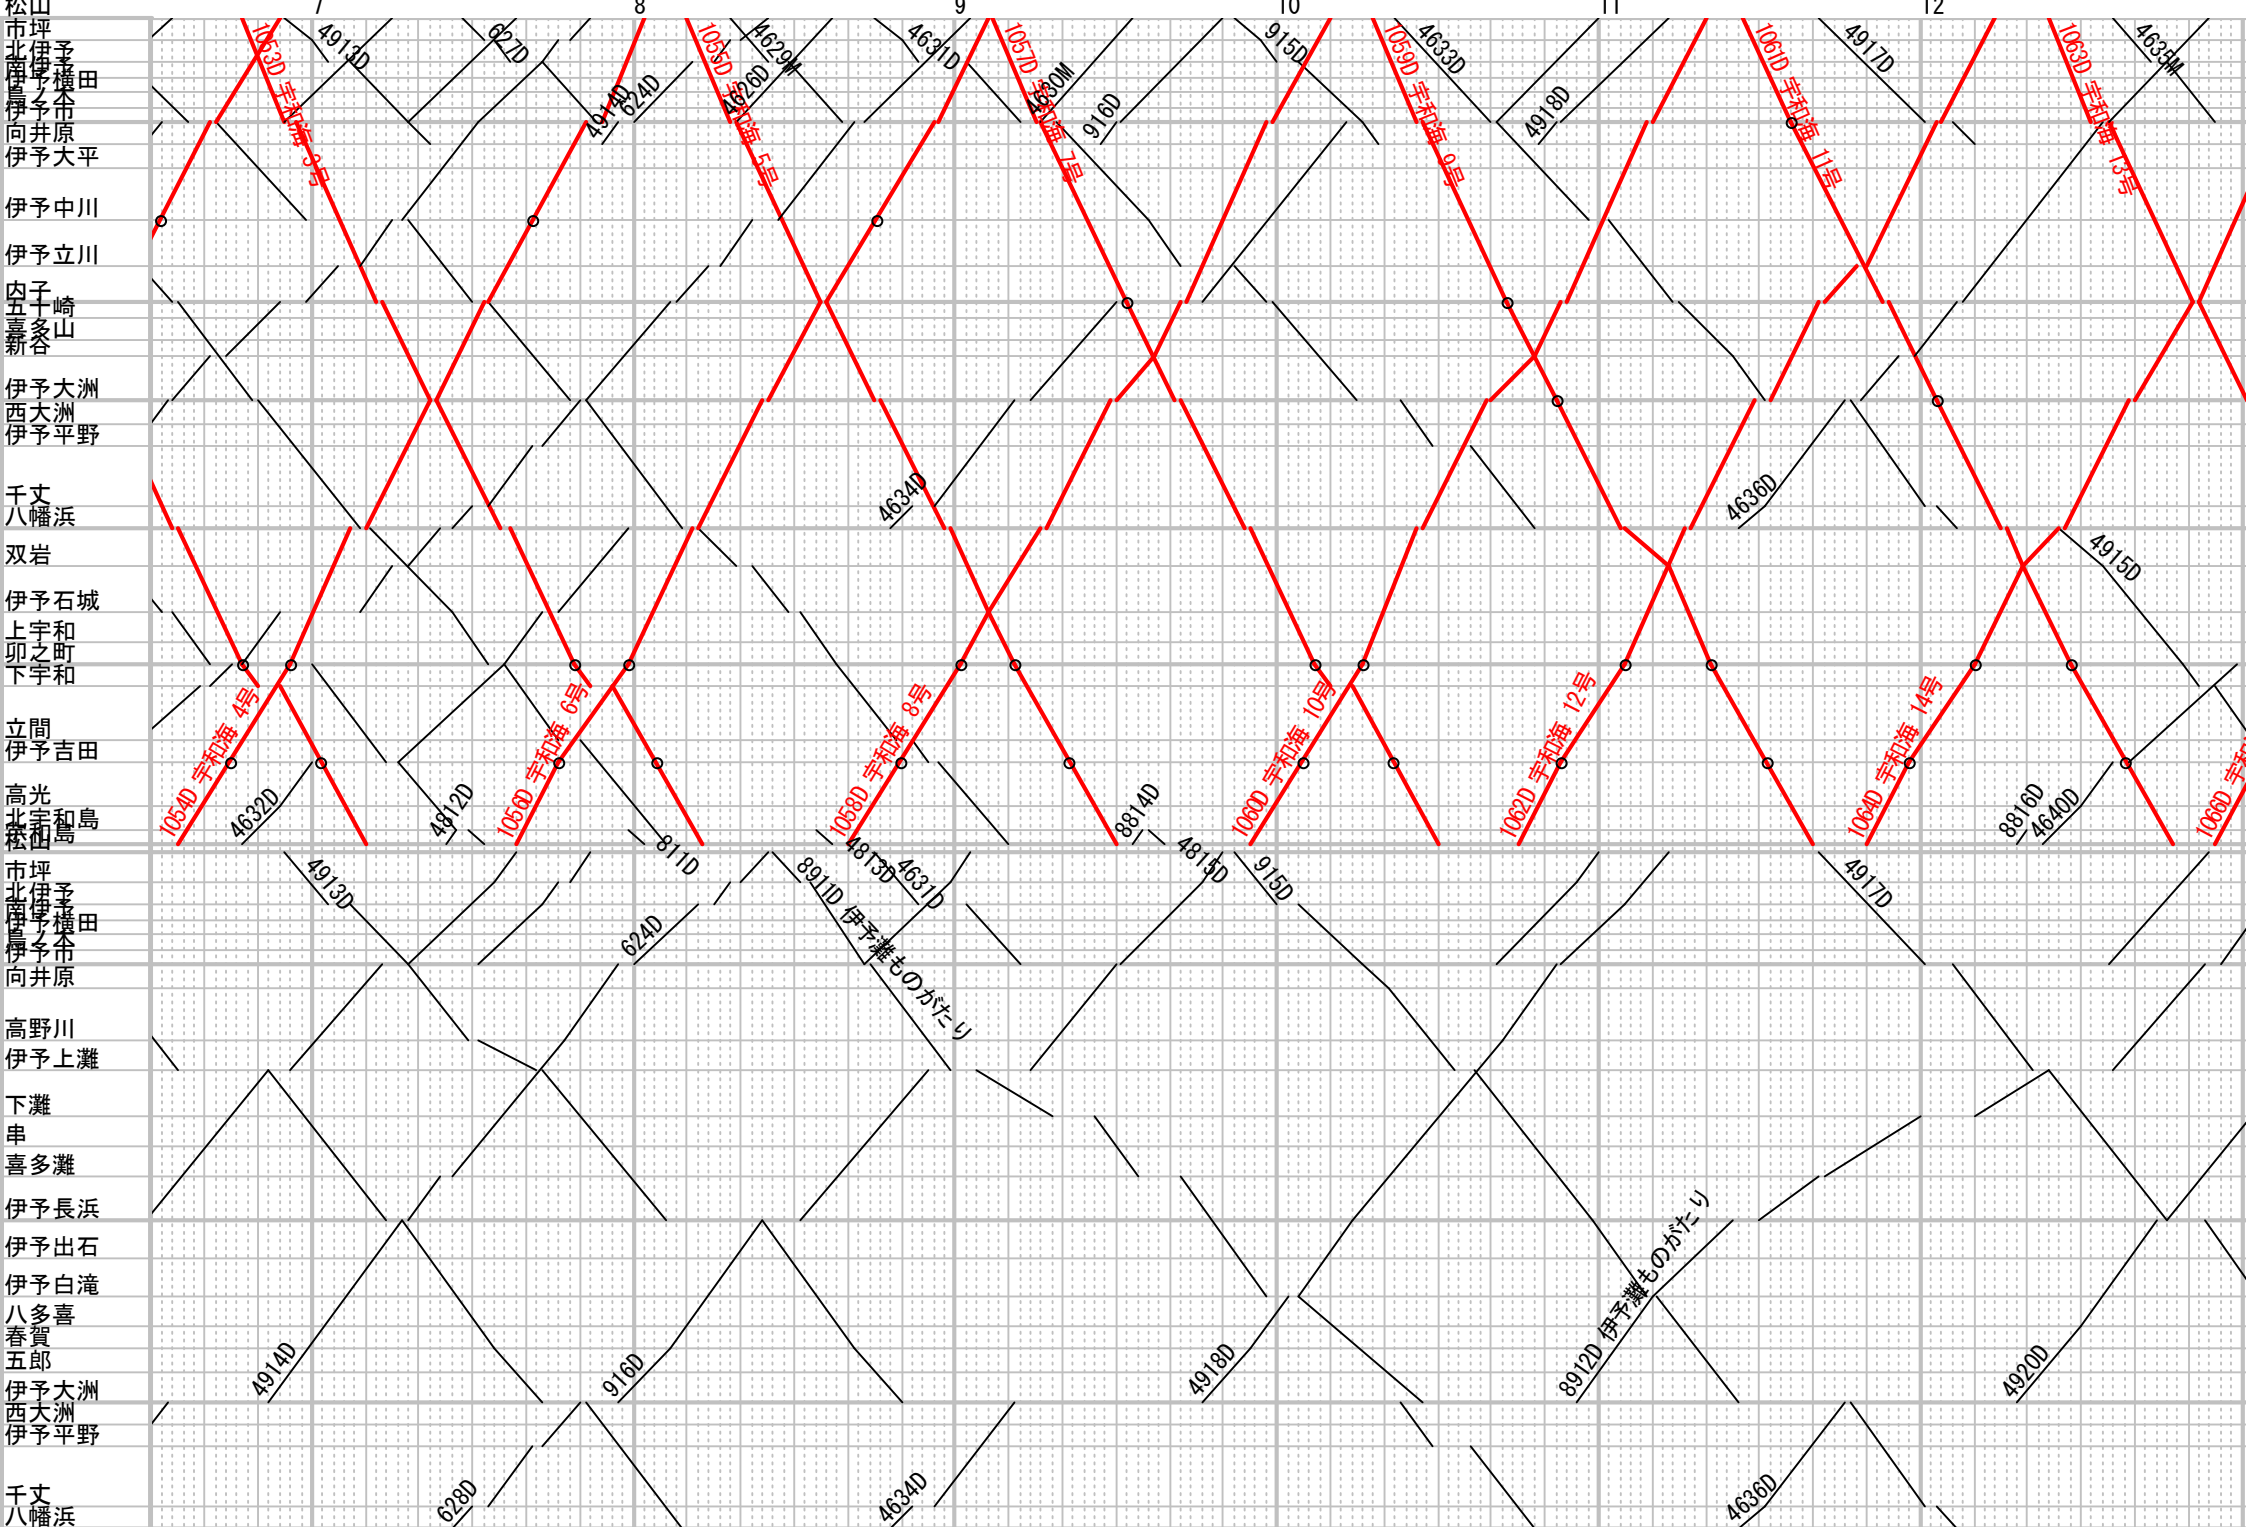 松山
7 8 9 10 11 12
市坪
北伊予
南伊予
伊予横田
鳥ノ木
伊予市
向井原
伊予大平
伊予中川
伊予立川
内子
五十崎
喜多山
新谷
伊予大洲
西大洲
伊予平野
千丈
八幡浜
双岩
伊予石城
上宇和
卯之町
下宇和
立間
伊予吉田
高光
北宇和島
宇和島
松山
市坪
北伊予
南伊予
伊予横田
鳥ノ木
伊予市
向井原
高野川
伊予上灘
下灘
串
喜多灘
伊予長浜
伊予出石
伊予白滝
八多喜
春賀
五郎
伊予大洲
西大洲
伊予平野
千丈
八幡浜
1053D 宇和海 3号
4913D
627D
4914D
624D
1055D 宇和海 5号
4629M
4926D
4631D
1057D 宇和海 7号
4630M
916D
915D
1059D 宇和海 9号
4633D
4918D
1061D 宇和海 11号
4917D
1063D 宇和海 13号
4635M
4634D
4636D
4915D
1054D 宇和海 4号
4632D
4812D
1056D 宇和海 6号
1058D 宇和海 8号
8814D
1060D 宇和海 10号
1062D 宇和海 12号
1064D 宇和海 14号
8816D
4640D
1066D 宇和
4913D
811D
624D
8911D 伊予灘ものがたり
4813D
4631D
4815D
915D
4917D
4914D
916D
4918D
8912D 伊予灘ものがたり
4920D
628D
4634D
4636D